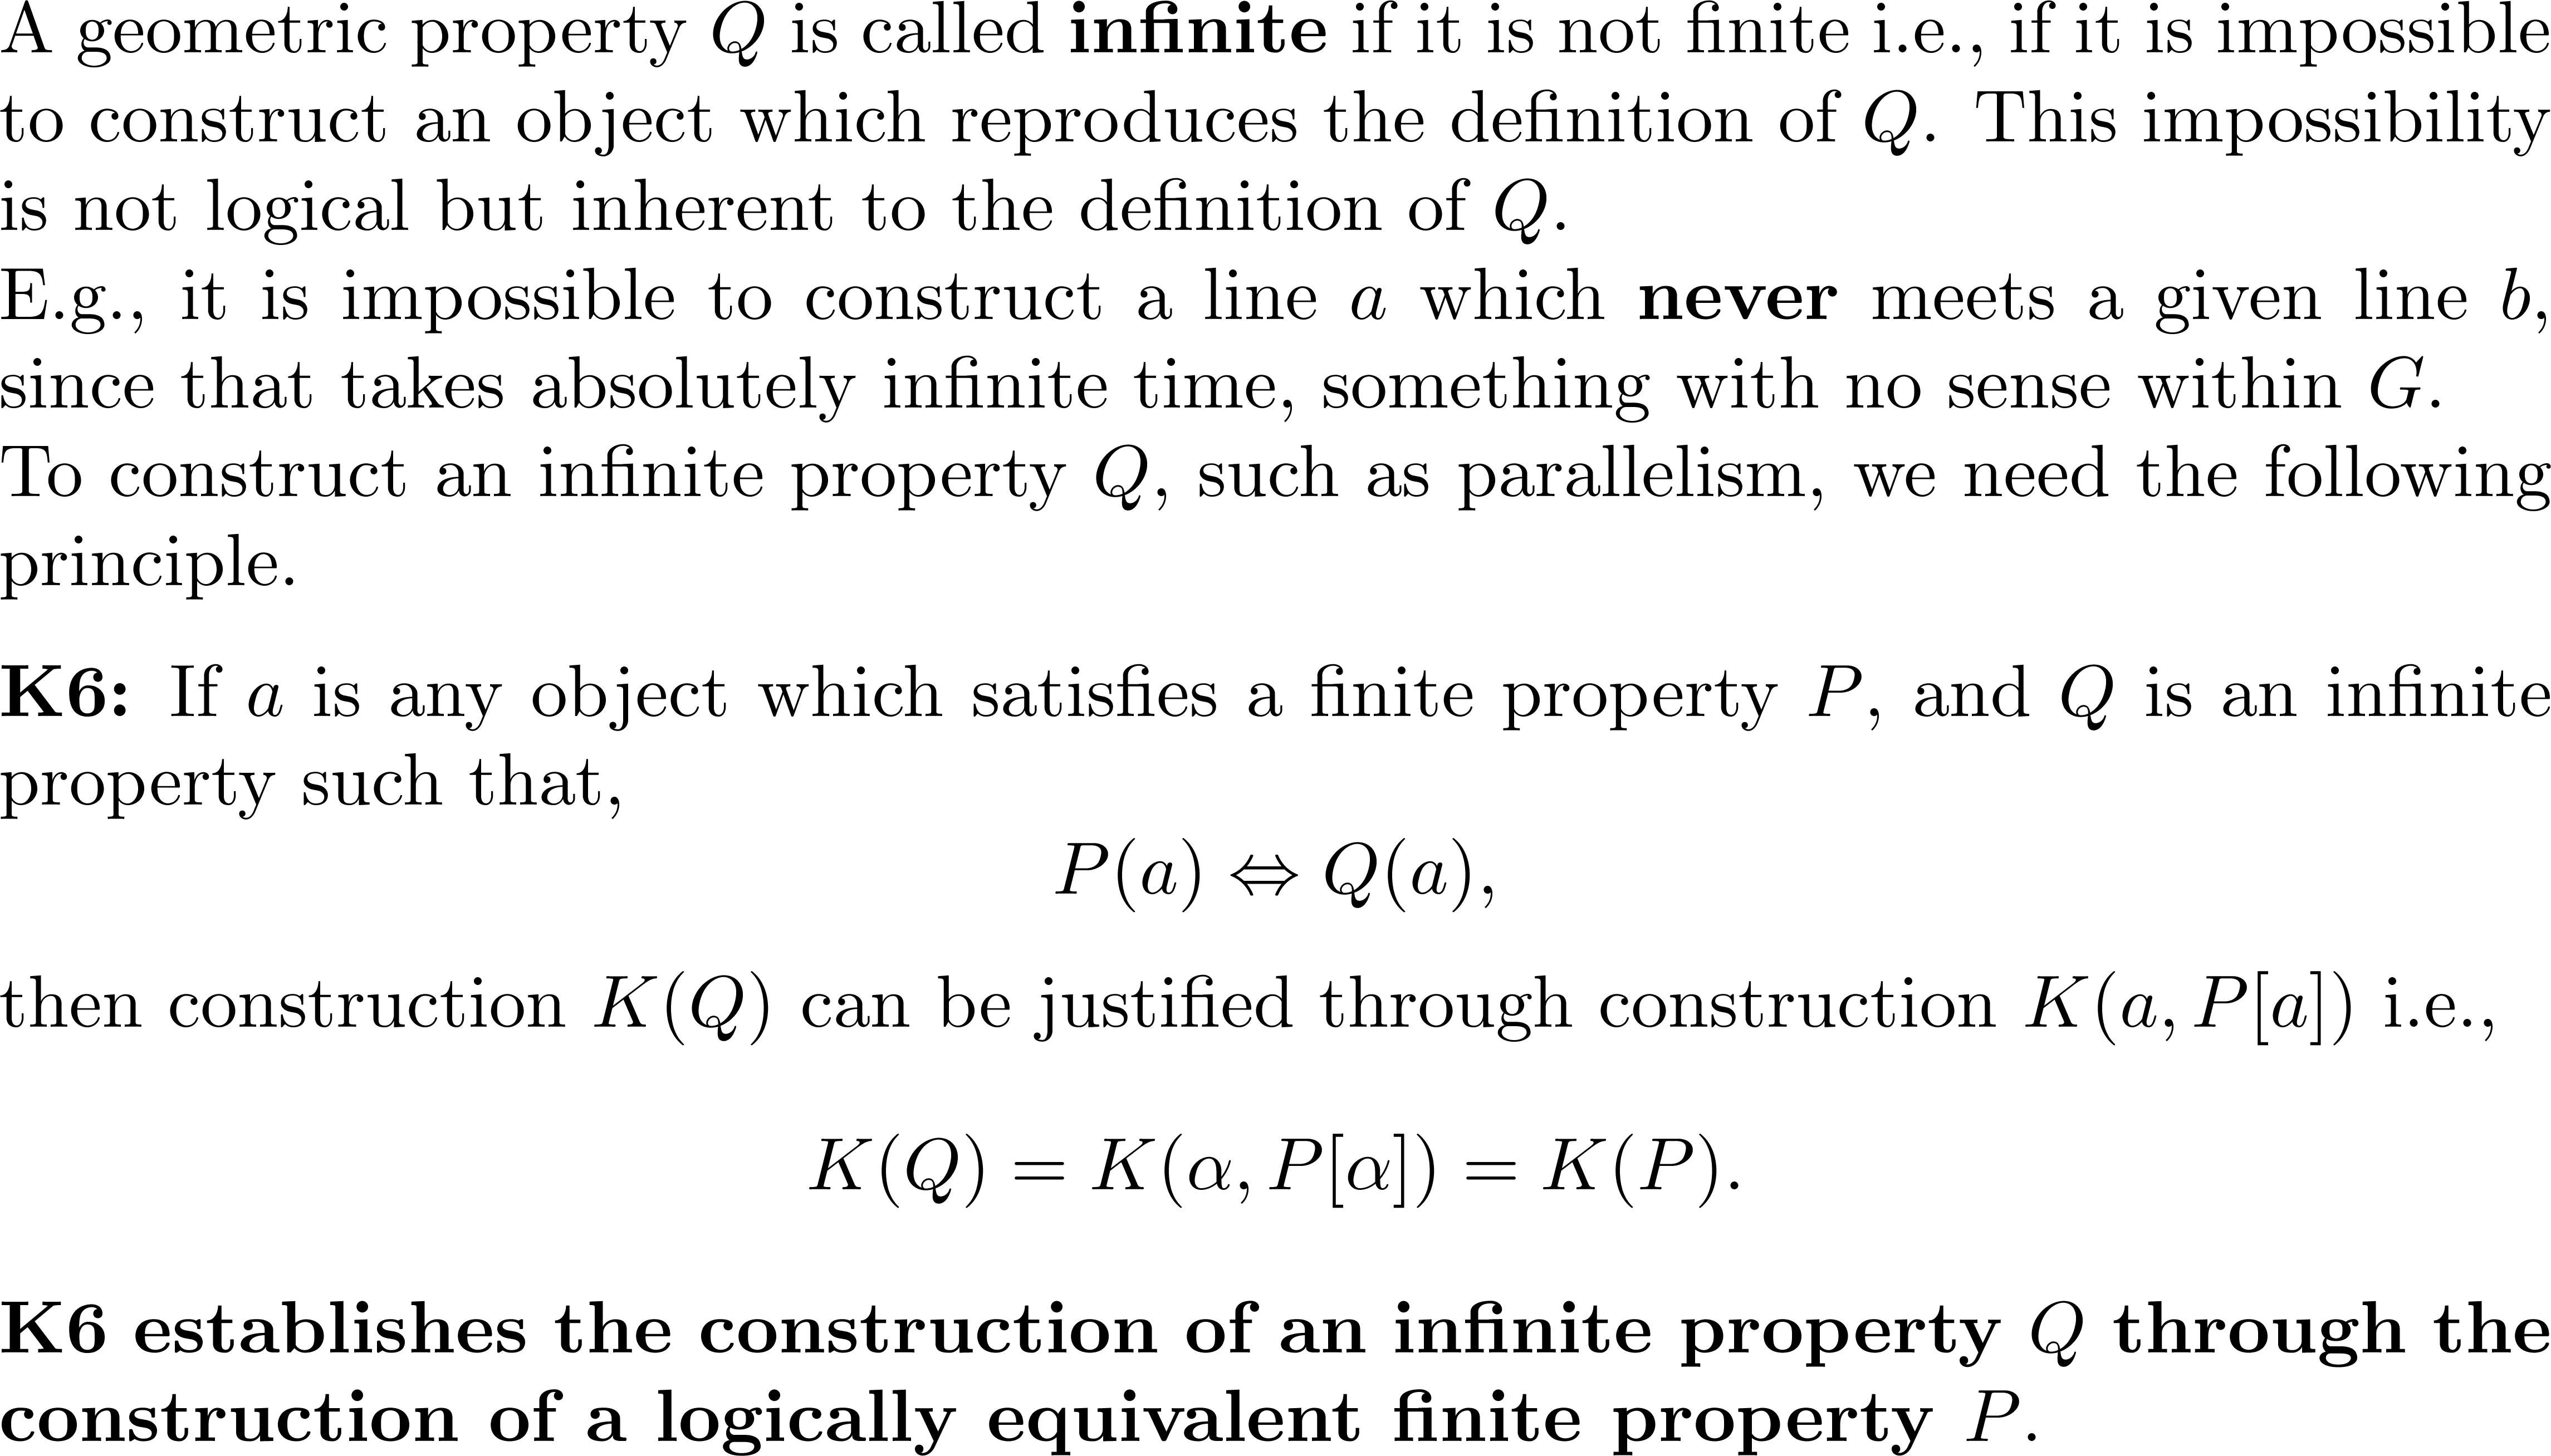 A geometric property Q is called infinite if it is not finite i.e., if it is impossible
to construct an object which reproduces the definition of Q. This impossibility
is not logical but inherent to the definition of Q.
E.g., it is impossible to construct a line a which never meets a given line b,
since that takes absolutely infinite time, something with no sense within G.
To construct an infinite property Q, such as parallelism, we need the following
principle.
K6: If a is any object which satisfies a finite property P, and Q is an infinite
property such that,
P(a) ⇔ Q(a),
then construction K(Q) can be justified through construction K(a, P[a]) i.e.,
K(Q) = K(α, P[α]) = K(P).
K6 establishes the construction of an infinite property Q through the
construction of a logically equivalent finite property P.